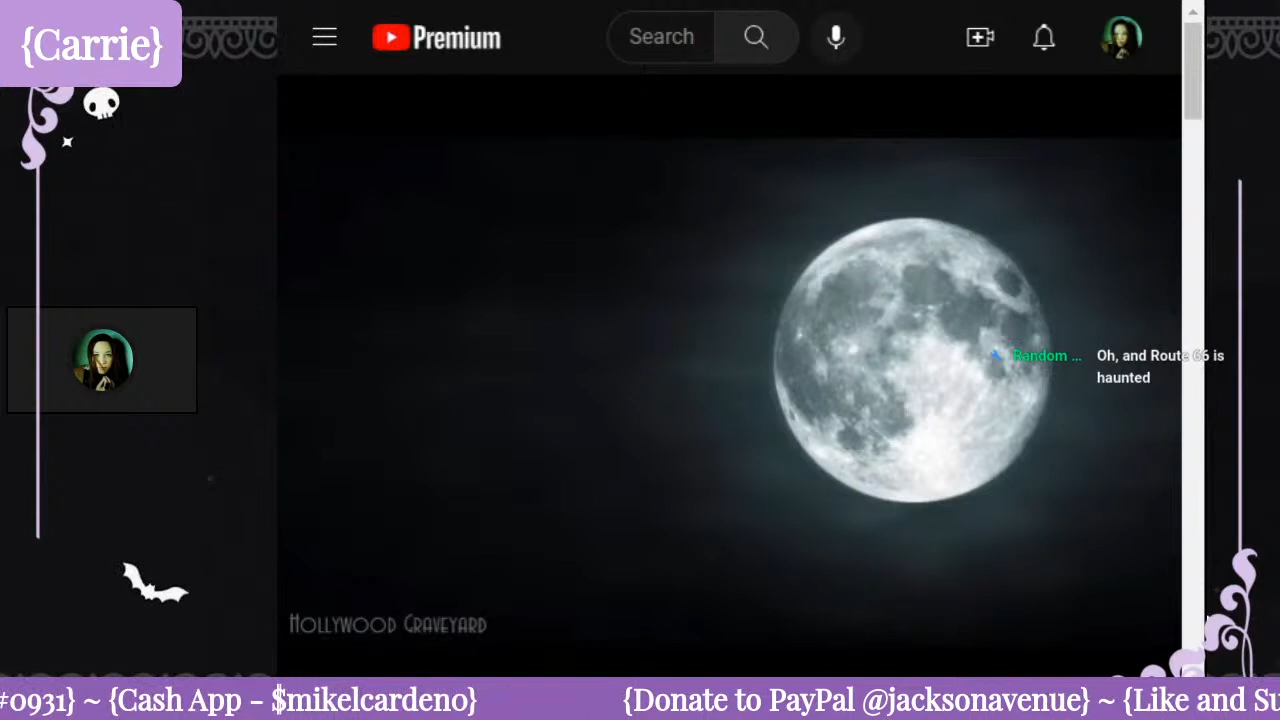 {Carrie}
Premium
Search
Random ... Oh, and Route 66 is
haunted
HOLLYWOOD GRAVEYARD
#0931} ~ {Cash App - $mikelcardeno} {Donate to PayPal @jacksonavenue} ~ {Like and Su